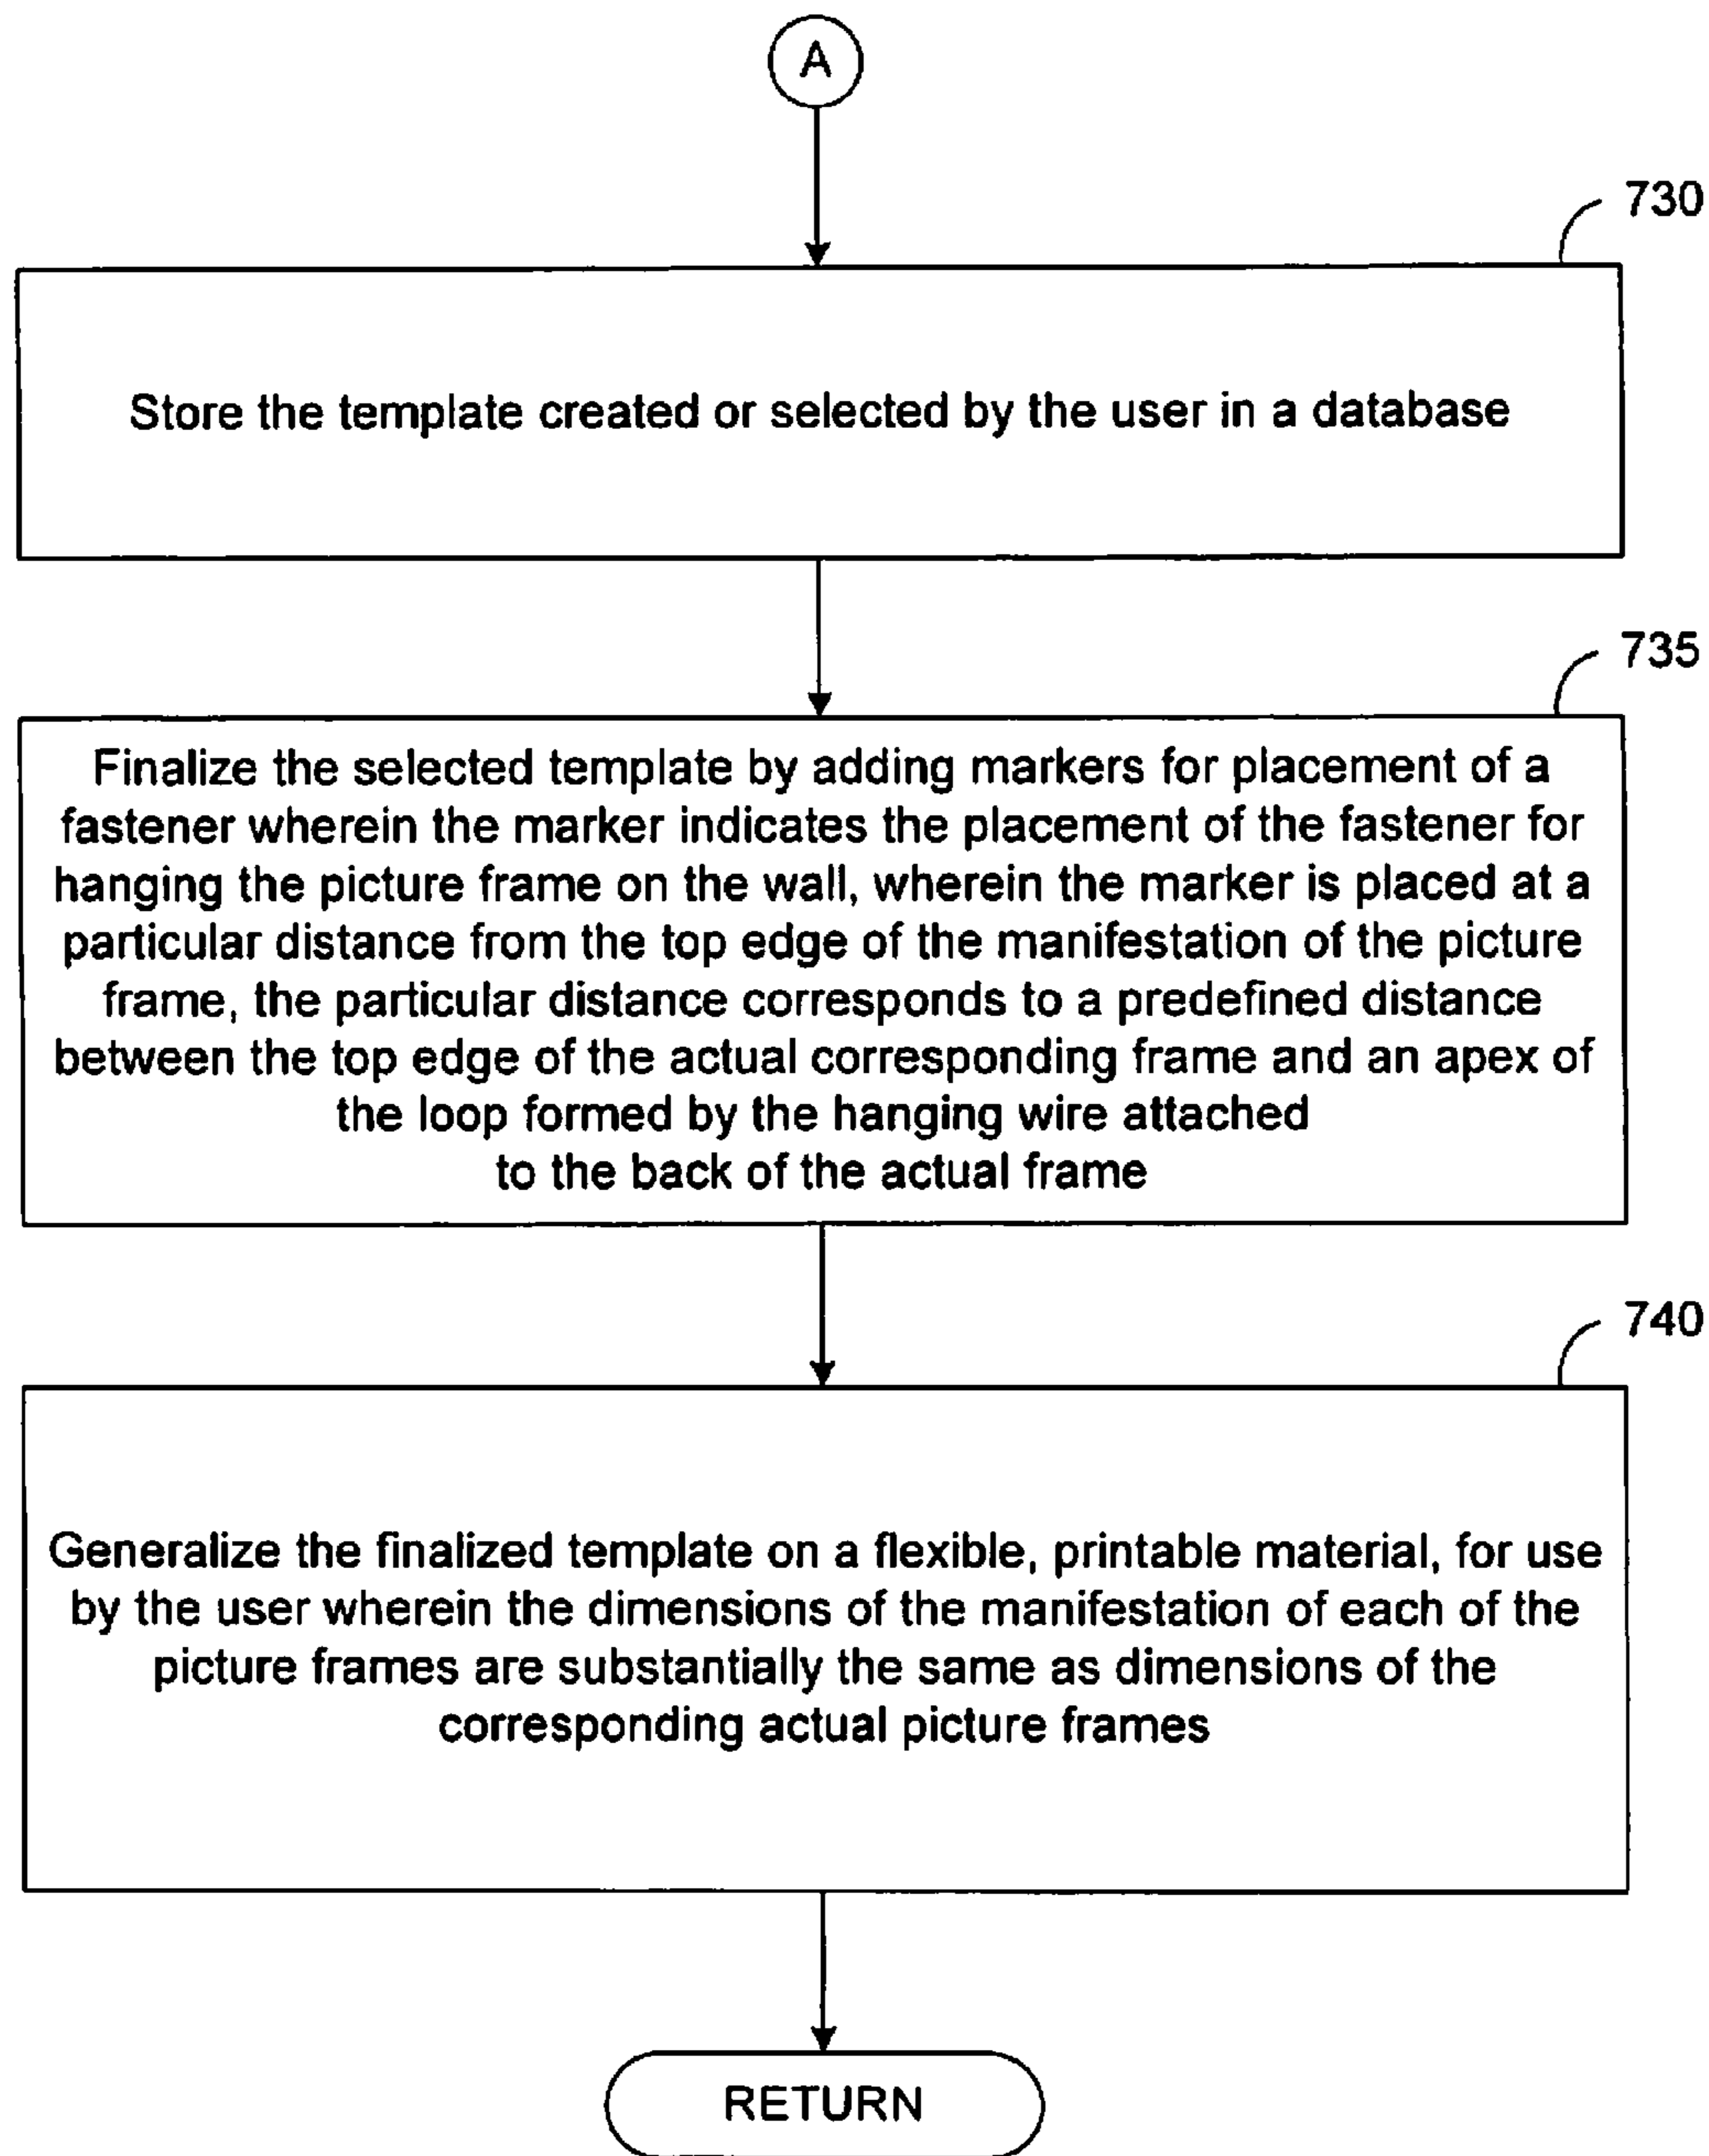 A
730
Store the template created or selected by the user in a database
735
Finalize the selected template by adding markers for placement of a
fastener wherein the marker indicates the placement of the fastener for
hanging the picture frame on the wall, wherein the marker is placed at a
particular distance from the top edge of the manifestation of the picture
frame, the particular distance corresponds to a predefined distance
between the top edge of the actual corresponding frame and an apex of
the loop formed by the hanging wire attached
to the back of the actual frame
740
Generalize the finalized template on a flexible, printable material, for use
by the user wherein the dimensions of the manifestation of each of the
picture frames are substantially the same as dimensions of the
corresponding actual picture frames
RETURN